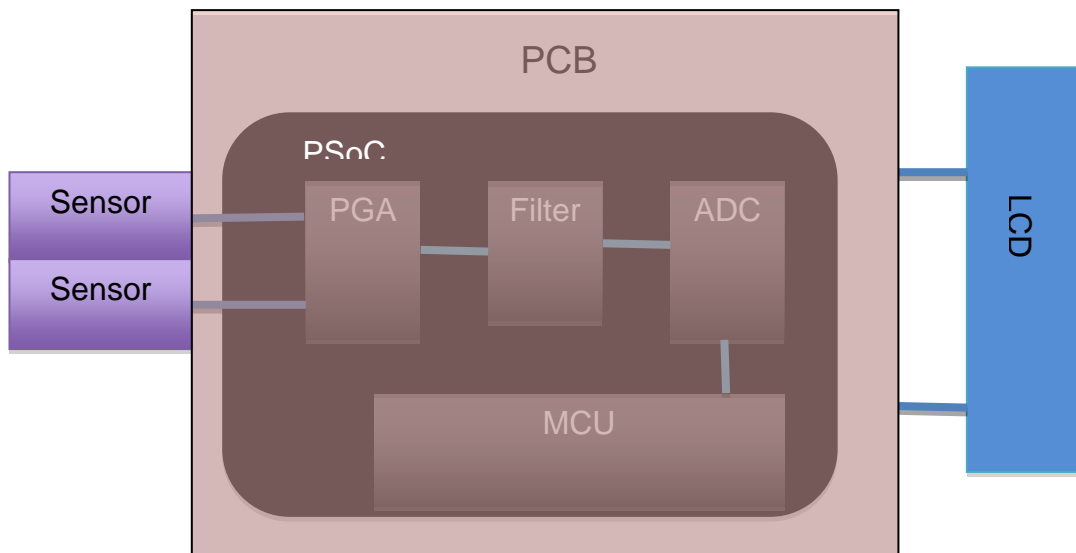 PCB
PSoC
Sensor
PGA
Filter
ADC
LCD
Sensor
MCU